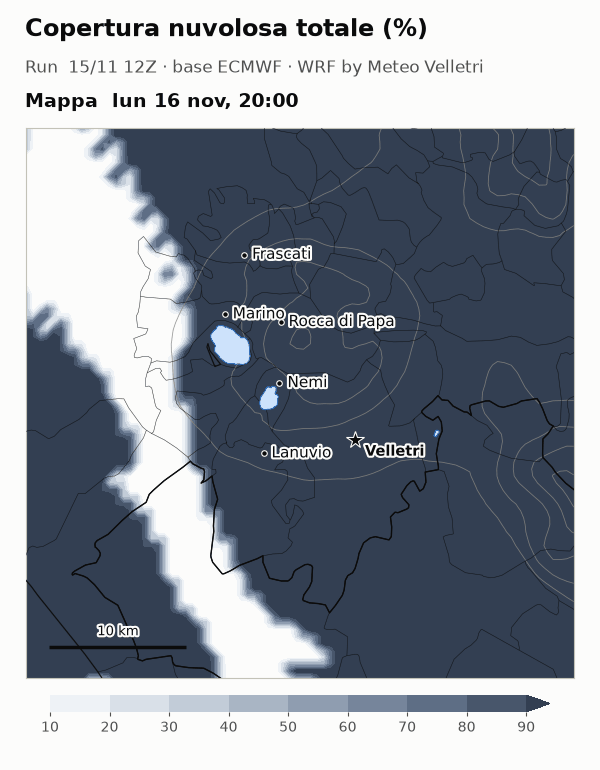 Copertura nuvolosa totale (%)
Run  15/11 12Z · base ECMWF · WRF by Meteo Velletri
Mappa  lun 16 nov, 20:00
Frascati
Marino
Rocca di Papa
Nemi
Velletri
Lanuvio
10 km
10 20 30 40 50 60 70 80 90